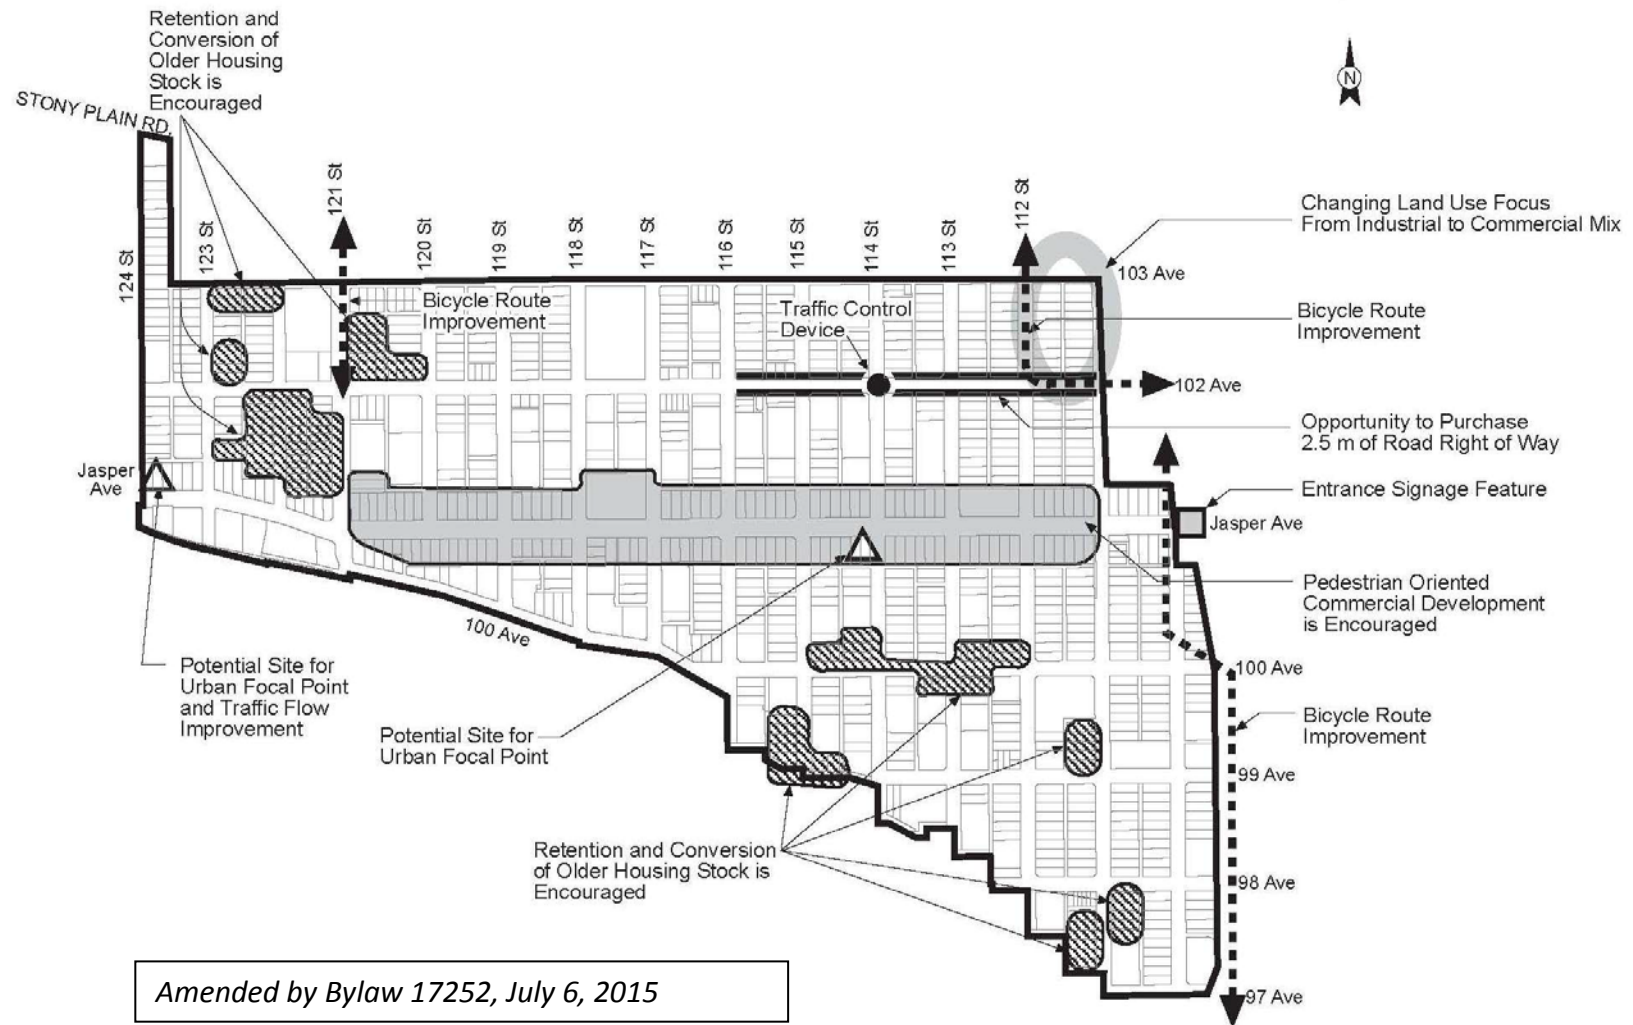 Retention and
Conversion of
Older Housing
Stock is
Encouraged
STONY PLAIN RD.
N
124 St
123 St
121 St
120 St
119 St
118 St
117 St
116 St
115 St
114 St
113 St
112 St
Changing Land Use Focus
From Industrial to Commercial Mix
103 Ave
Bicycle Route
Improvement
Traffic Control
Device
Bicycle Route
Improvement
102 Ave
Opportunity to Purchase
2.5 m of Road Right of Way
Jasper
Ave
Entrance Signage Feature
Jasper Ave
Pedestrian Oriented
Commercial Development
is Encouraged
100 Ave
Potential Site for
Urban Focal Point
and Traffic Flow
Improvement
100 Ave
Potential Site for
Urban Focal Point
Bicycle Route
Improvement
99 Ave
Retention and Conversion
of Older Housing Stock is
Encouraged
98 Ave
Amended by Bylaw 17252, July 6, 2015
97 Ave